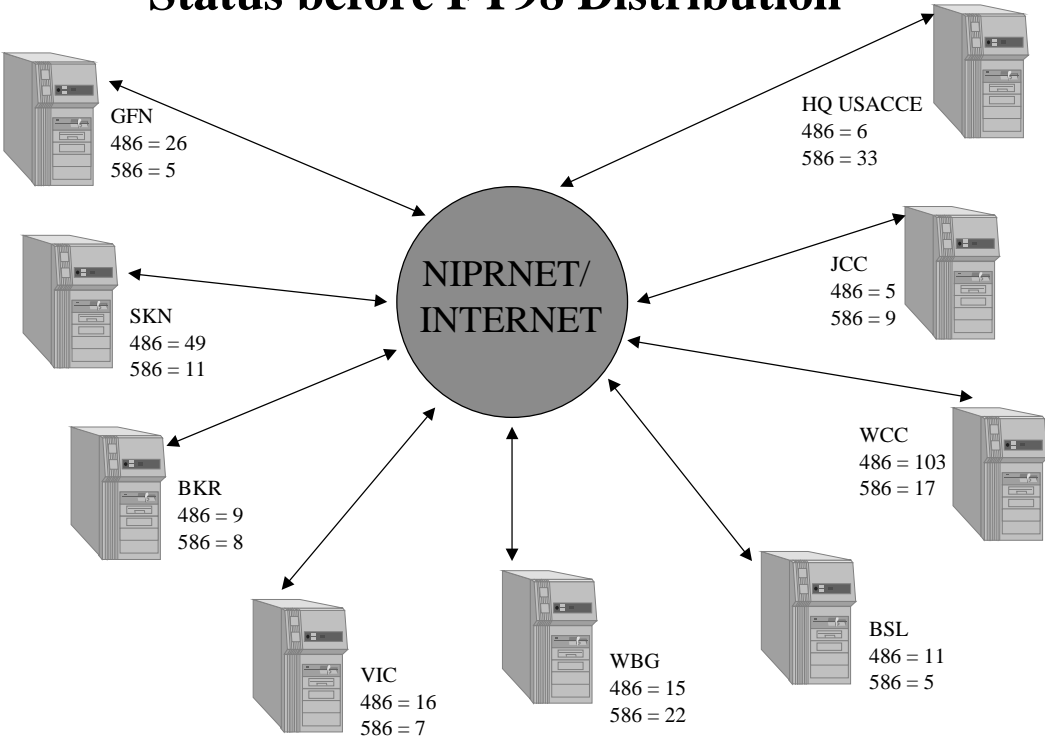 Status before FY98 Distribution
HQ USACCE
486 = 6
586 = 33
GFN
486 = 26
586 = 5
NIPRNET/
INTERNET
JCC
486 = 5
586 = 9
SKN
486 = 49
586 = 11
WCC
486 = 103
586 = 17
BKR
486 = 9
586 = 8
BSL
486 = 11
586 = 5
WBG
486 = 15
586 = 22
VIC
486 = 16
586 = 7